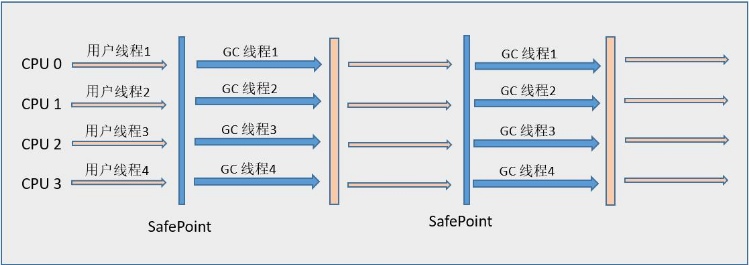 CPU 0 用户线程1 GC 线程1 GC 线程1
CPU 1 用户线程2 GC 线程2 GC 线程2
CPU 2 用户线程3 GC 线程3 GC 线程3
CPU 3 用户线程4 GC 线程4 GC 线程4
SafePoint SafePoint